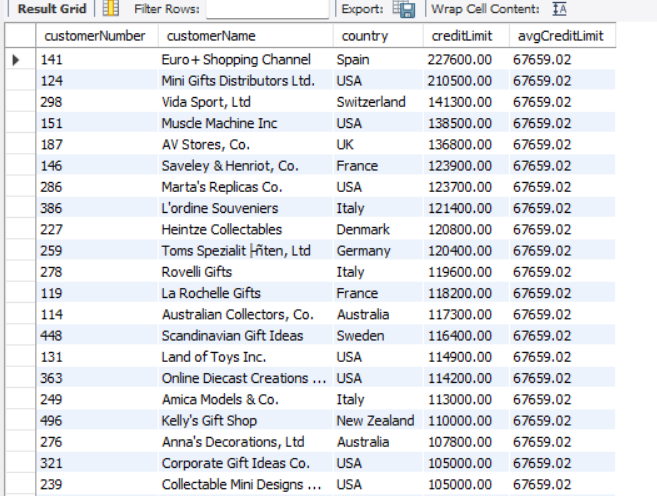 Result Grid Filter Rows: Export: Wrap Cell Content: IA
customerNumber customerName country creditLimit avgCreditLimit
141 Euro+ Shopping Channel Spain 227600.00 67659.02
124 Mini Gifts Distributors Ltd. USA 210500.00 67659.02
298 Vida Sport, Ltd Switzerland 141300.00 67659.02
151 Muscle Machine Inc USA 138500.00 67659.02
187 AV Stores, Co. UK 136800.00 67659.02
146 Saveley & Henriot, Co. France 123900.00 67659.02
286 Marta's Replicas Co. USA 123700.00 67659.02
386 L'ordine Souveniers Italy 121400.00 67659.02
227 Heintze Collectables Denmark 120800.00 67659.02
259 Toms Spezialit ├ñten, Ltd Germany 120400.00 67659.02
278 Rovelli Gifts Italy 119600.00 67659.02
119 La Rochelle Gifts France 118200.00 67659.02
114 Australian Collectors, Co. Australia 117300.00 67659.02
448 Scandinavian Gift Ideas Sweden 116400.00 67659.02
131 Land of Toys Inc. USA 114900.00 67659.02
363 Online Diecast Creations ... USA 114200.00 67659.02
249 Amica Models & Co. Italy 113000.00 67659.02
496 Kelly's Gift Shop New Zealand 110000.00 67659.02
276 Anna's Decorations, Ltd Australia 107800.00 67659.02
321 Corporate Gift Ideas Co. USA 105000.00 67659.02
239 Collectable Mini Designs ... USA 105000.00 67659.02